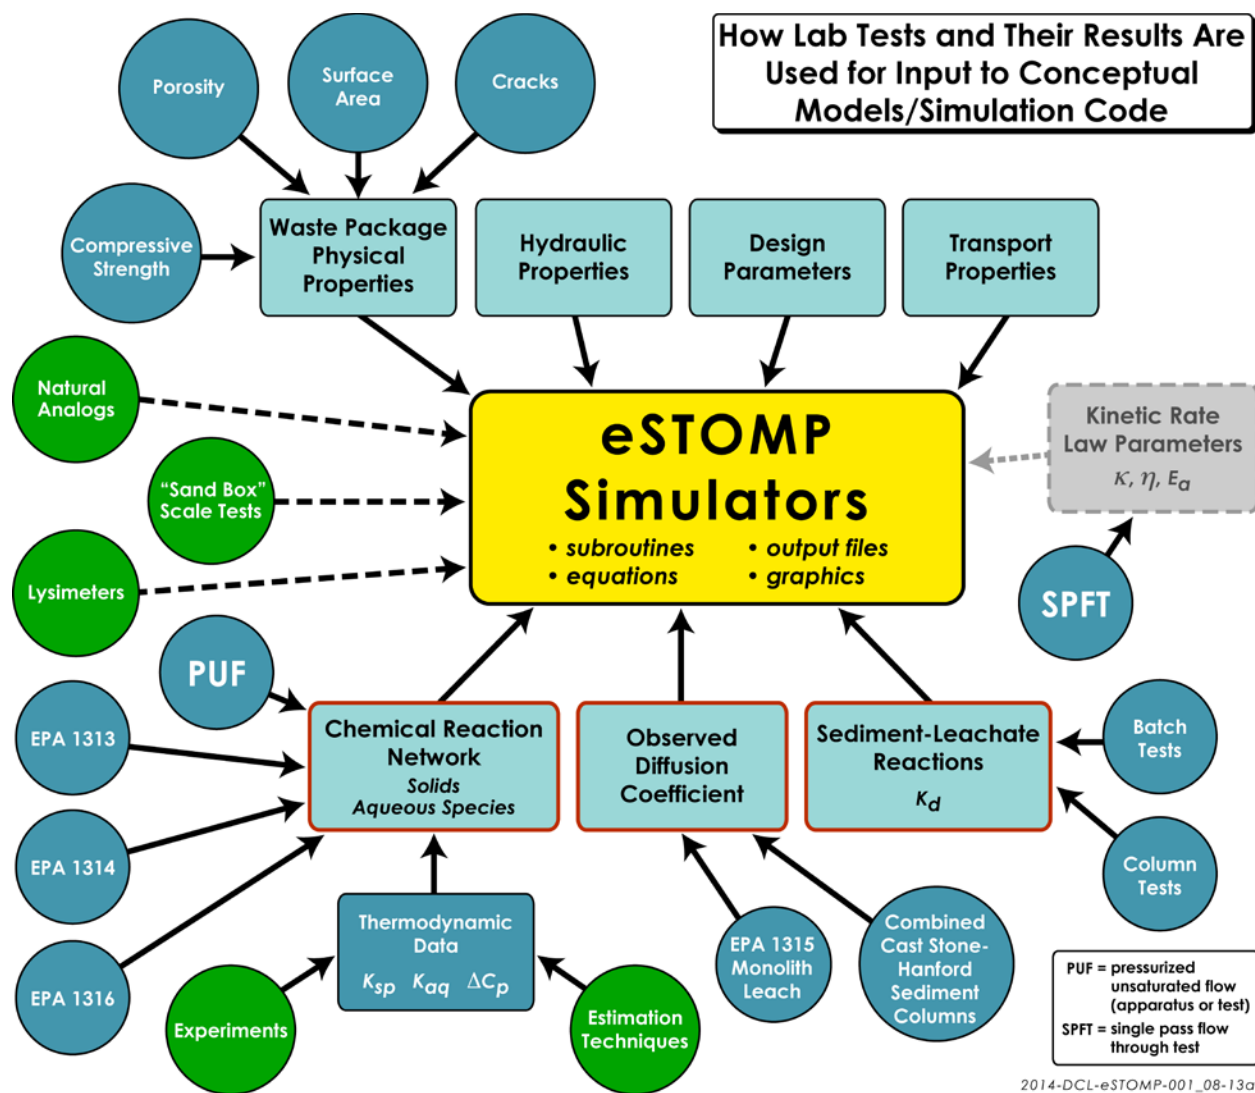 How Lab Tests and Their Results Are
Used for Input to Conceptual
Models/Simulation Code
Porosity
Surface
Area
Cracks
Compressive
Strength
Waste Package
Physical
Properties
Hydraulic
Properties
Design
Parameters
Transport
Properties
Natural
Analogs
"Sand Box"
Scale Tests
Lysimeters
eSTOMP
Simulators
• subroutines
• equations
• output files
• graphics
Kinetic Rate
Law Parameters
κ, η, Ea
SPFT
PUF
EPA 1313
EPA 1314
EPA 1316
Chemical Reaction
Network
Solids
Aqueous Species
Observed
Diffusion
Coefficient
Sediment-Leachate
Reactions
Kd
Batch
Tests
Column
Tests
Thermodynamic
Data
Ksp Kaq ΔCp
Experiments
Estimation
Techniques
EPA 1315
Monolith
Leach
Combined
Cast Stone-
Hanford
Sediment
Columns
PUF = pressurized
unsaturated flow
(apparatus or test)
SPFT = single pass flow
through test
2014-DCL-eSTOMP-001_08-13a